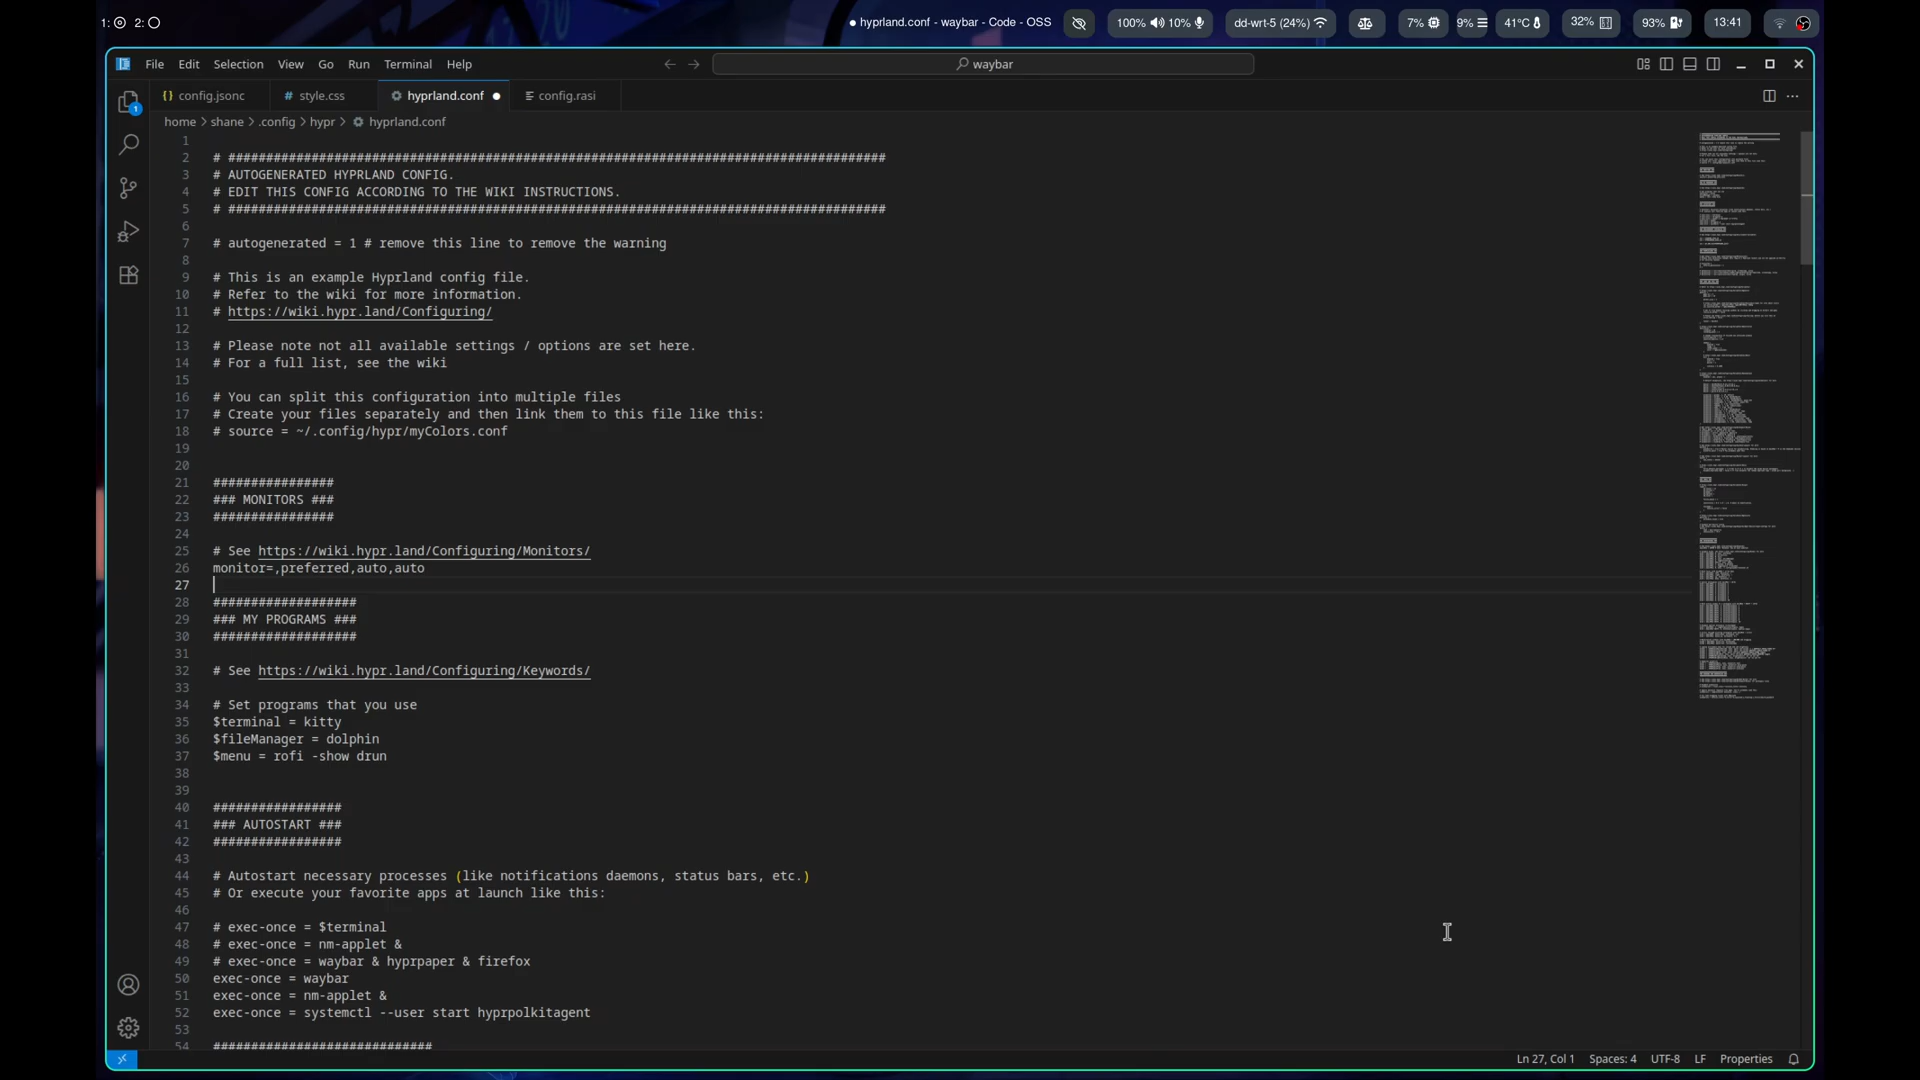 1: 2:
hyprland.conf - waybar - Code - OSS
100% 10%
dd-wrt-5 (24%)
7%
9%
41°C
32%
93%
13:41
File Edit Selection View Go Run Terminal Help
waybar
config.jsonc
style.css
hyprland.conf
config.rasi
home > shane > .config > hypr > hyprland.conf
1
2 # #######################################################################################
3 # AUTOGENERATED HYPRLAND CONFIG.
4 # EDIT THIS CONFIG ACCORDING TO THE WIKI INSTRUCTIONS.
5 # #######################################################################################
6
7 # autogenerated = 1 # remove this line to remove the warning
8
9 # This is an example Hyprland config file.
10 # Refer to the wiki for more information.
11 # https://wiki.hypr.land/Configuring/
12
13 # Please note not all available settings / options are set here.
14 # For a full list, see the wiki
15
16 # You can split this configuration into multiple files
17 # Create your files separately and then link them to this file like this:
18 # source = ~/.config/hypr/myColors.conf
19
20
21 ################
22 ### MONITORS ###
23 ################
24
25 # See https://wiki.hypr.land/Configuring/Monitors/
26 monitor=,preferred,auto,auto
27
28 ###################
29 ### MY PROGRAMS ###
30 ###################
31
32 # See https://wiki.hypr.land/Configuring/Keywords/
33
34 # Set programs that you use
35 $terminal = kitty
36 $fileManager = dolphin
37 $menu = rofi -show drun
38
39
40 #################
41 ### AUTOSTART ###
42 #################
43
44 # Autostart necessary processes (like notifications daemons, status bars, etc.)
45 # Or execute your favorite apps at launch like this:
46
47 # exec-once = $terminal
48 # exec-once = nm-applet &
49 # exec-once = waybar & hyprpaper & firefox
50 exec-once = waybar
51 exec-once = nm-applet &
52 exec-once = systemctl --user start hyprpolkitagent
53
54 #############################
Ln 27, Col 1 Spaces: 4 UTF-8 LF Properties